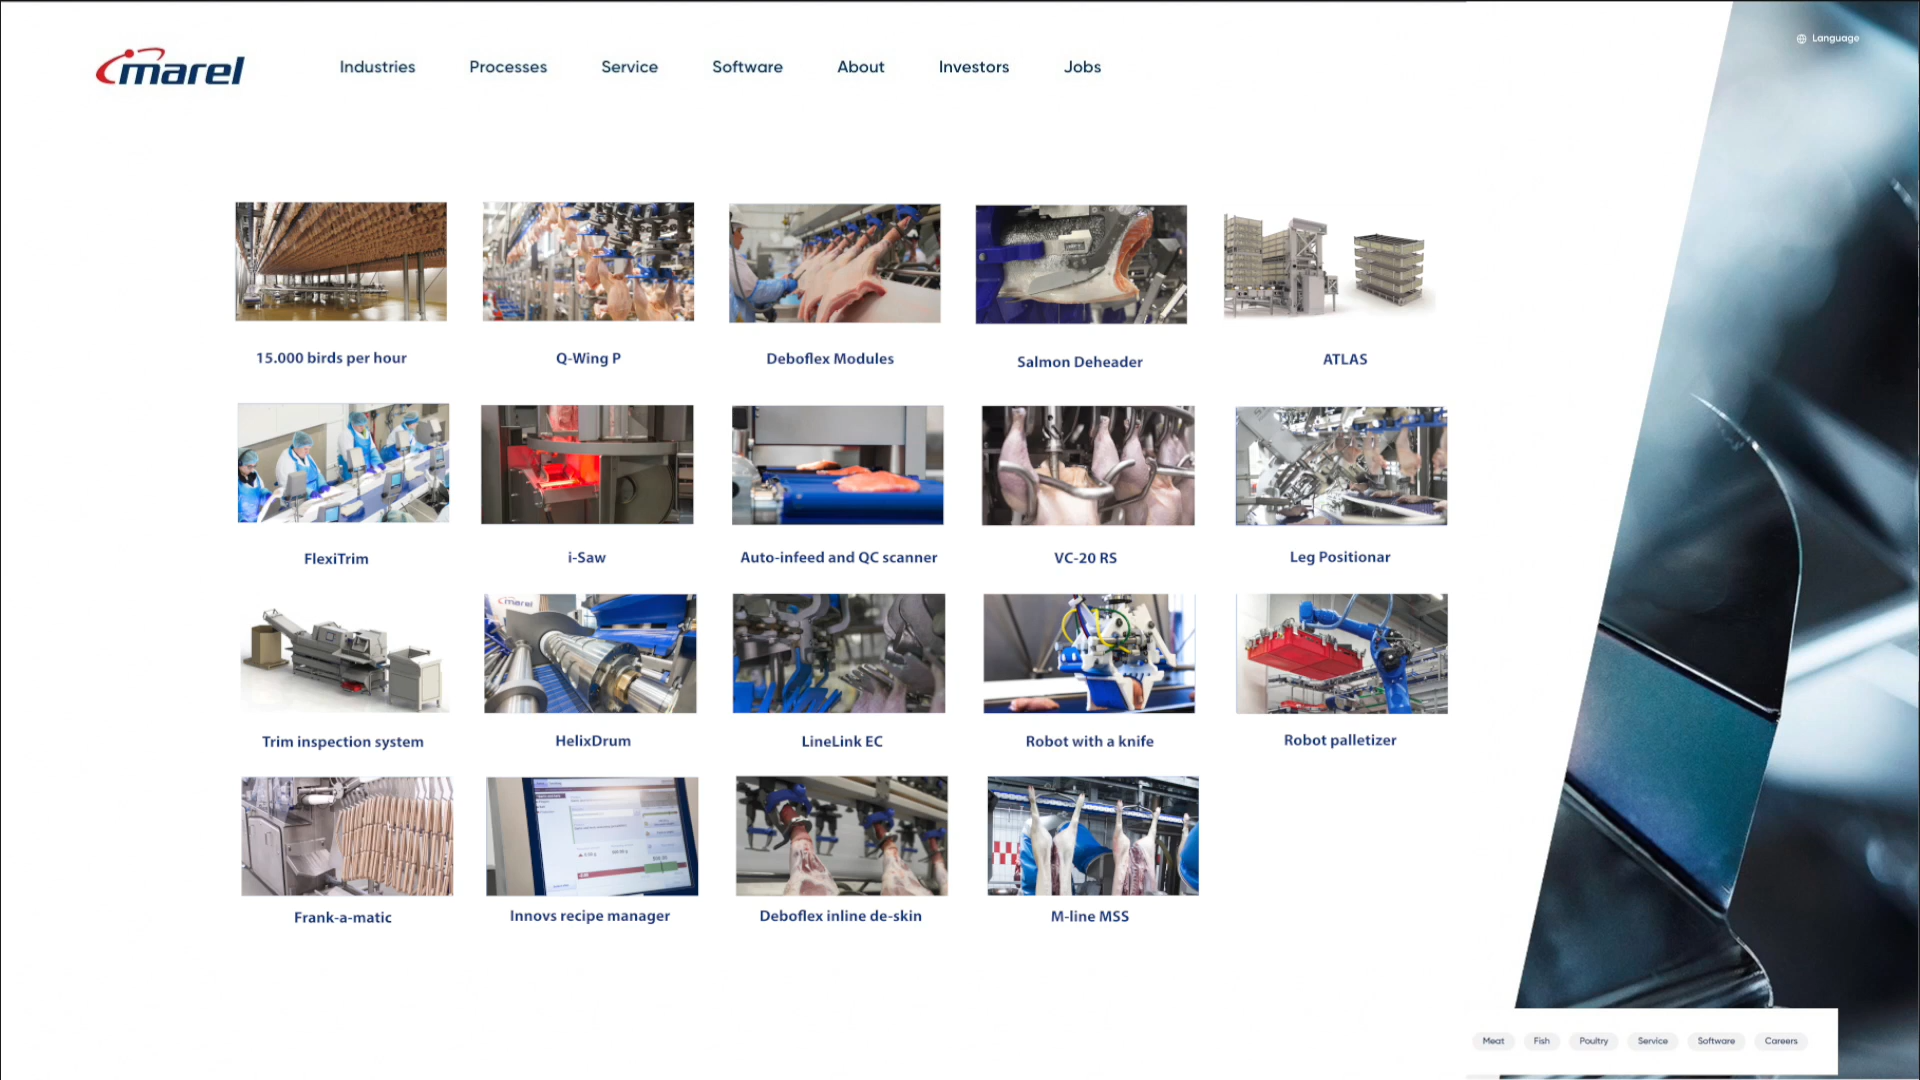 marel
Industries
Processes
Service
Software
About
Investors
Jobs
Language
15.000 birds per hour
Q-Wing P
Deboflex Modules
Salmon Deheader
ATLAS
FlexiTrim
i-Saw
Auto-infeed and QC scanner
VC-20 RS
Leg Positionar
marel
Trim inspection system
HelixDrum
LineLink EC
Robot with a knife
Robot palletizer
Frank-a-matic
Innovs recipe manager
Deboflex inline de-skin
M-line MSS
Meat
Fish
Poultry
Service
Software
Careers